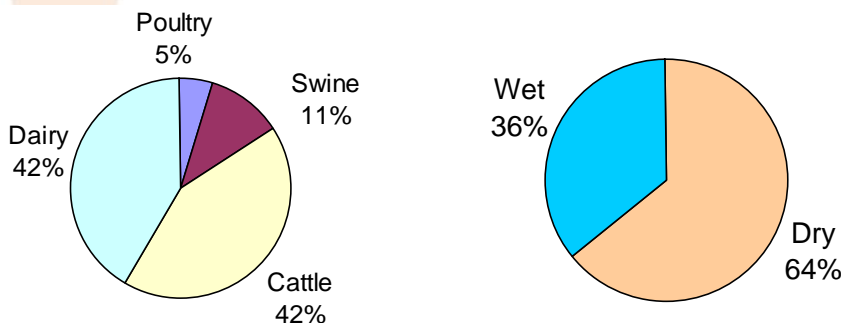 Poultry
5%
Swine
11%
Dairy
42%
Cattle
42%
Wet
36%
Dry
64%